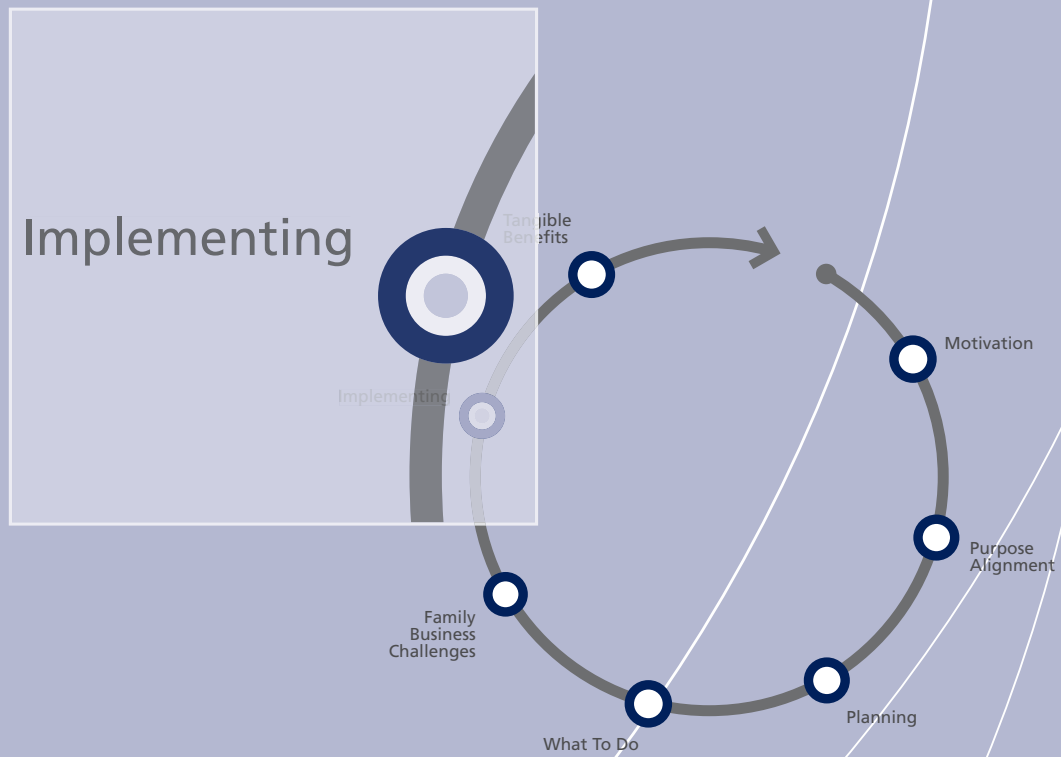 Implementing
Tangible
Benefits
Motivation
Implementing
Purpose
Alignment
Family
Business
Challenges
Planning
What To Do